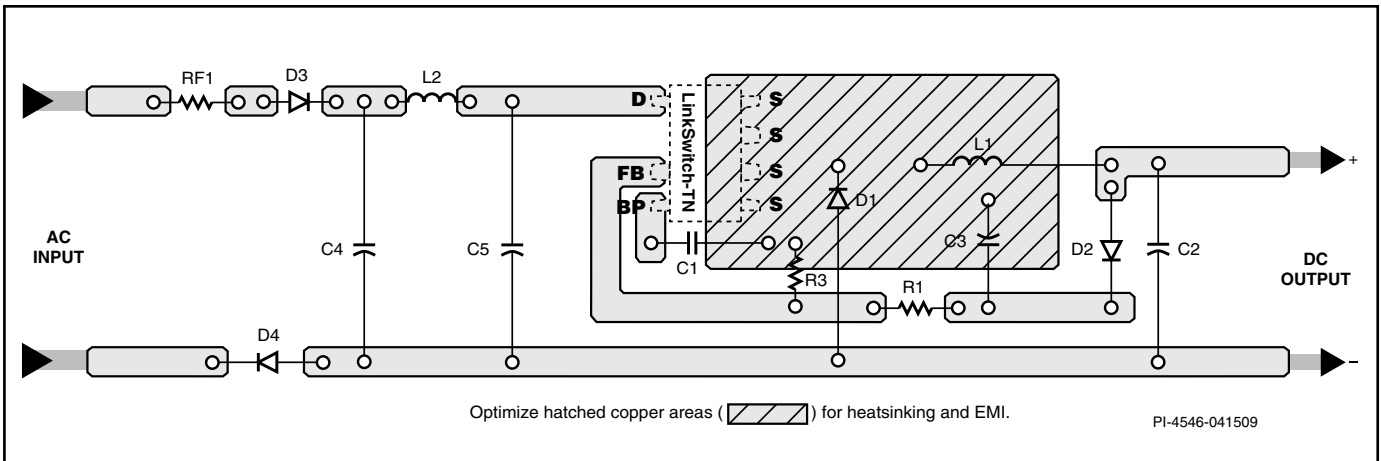 RF1
D3
L2
D
LinkSwitch-TN
S
S
S
S
FB
BP
L1
+
D1
C3
D2
C2
C4
C5
C1
R3
R1
AC
INPUT
DC
OUTPUT
D4
–
Optimize hatched copper areas ( ) for heatsinking and EMI.
PI-4546-041509